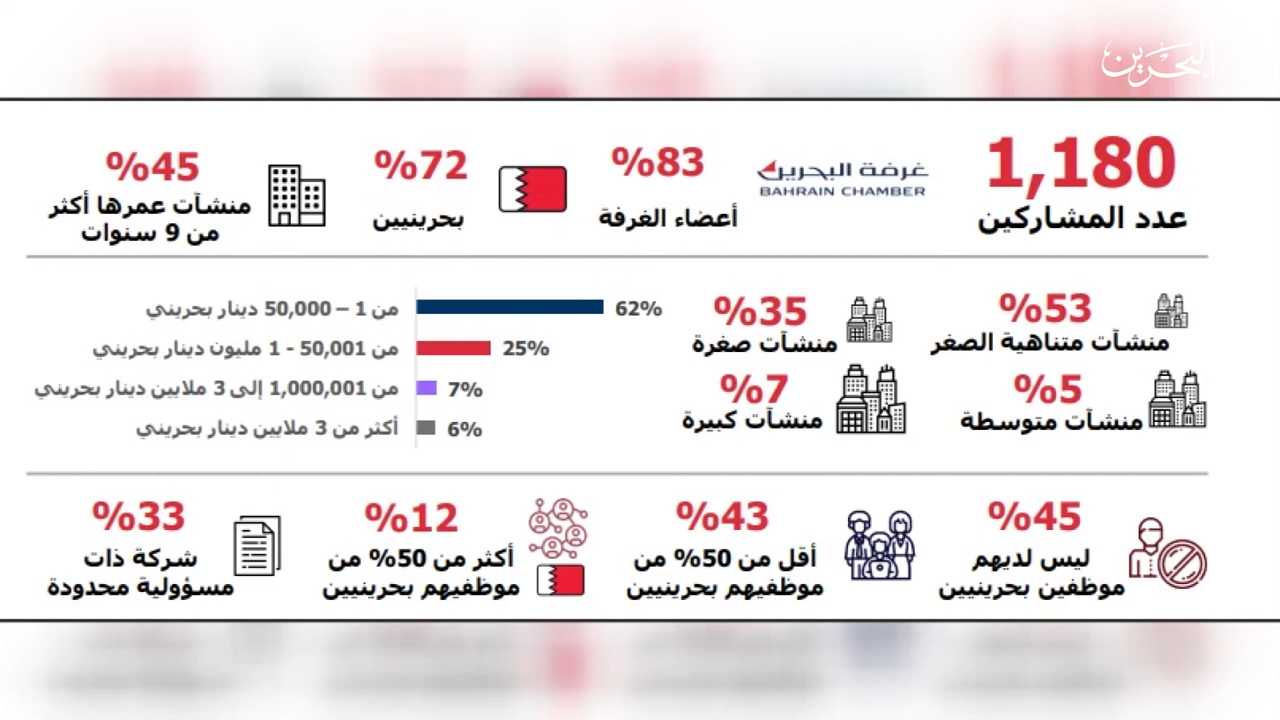 البحرين
1,180
عدد المشاركين
غرفة البحرين
BAHRAIN CHAMBER
%83
أعضاء الغرفة
%72
بحرينيين
%45
منشآت عمرها أكثر
من 9 سنوات
%53
منشآت متناهية الصغر
%35
منشآت صغرة
%5
منشآت متوسطة
%7
منشآت كبيرة
من 1 – 50,000 دينار بحريني
62%
من 50,001 - 1 مليون دينار بحريني
25%
من 1,000,001 إلى 3 ملايين دينار بحريني
7%
أكثر من 3 ملايين دينار بحريني
6%
%45
ليس لديهم
موظفين بحرينيين
%43
أقل من 50% من
موظفيهم بحرينيين
%12
أكثر من 50% من
موظفيهم بحرينيين
%33
شركة ذات
مسؤولية محدودة